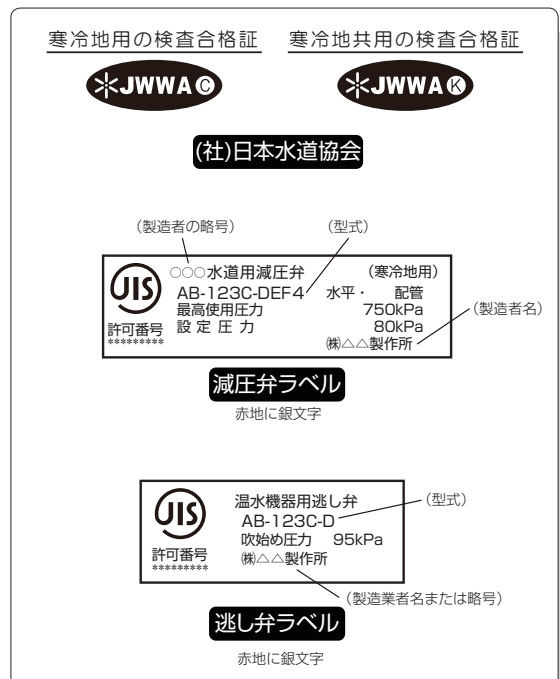 寒冷地用の検査合格証 寒冷地共用の検査合格証
JWWA C JWWA K
(社)日本水道協会
(製造者の略号) (型式)
JIS
○○○水道用減圧弁 (寒冷地用)
AB-123C-DEF4 水平・ 配管
最高使用圧力 750kPa
設定圧力 80kPa
(製造者名)
許可番号 ㈱△△製作所
*********
減圧弁ラベル
赤地に銀文字
JIS
温水機器用逃し弁 (型式)
AB-123C-D
吹始め圧力 95kPa
許可番号 ㈱△△製作所
*********
(製造業者名または略号)
逃し弁ラベル
赤地に銀文字